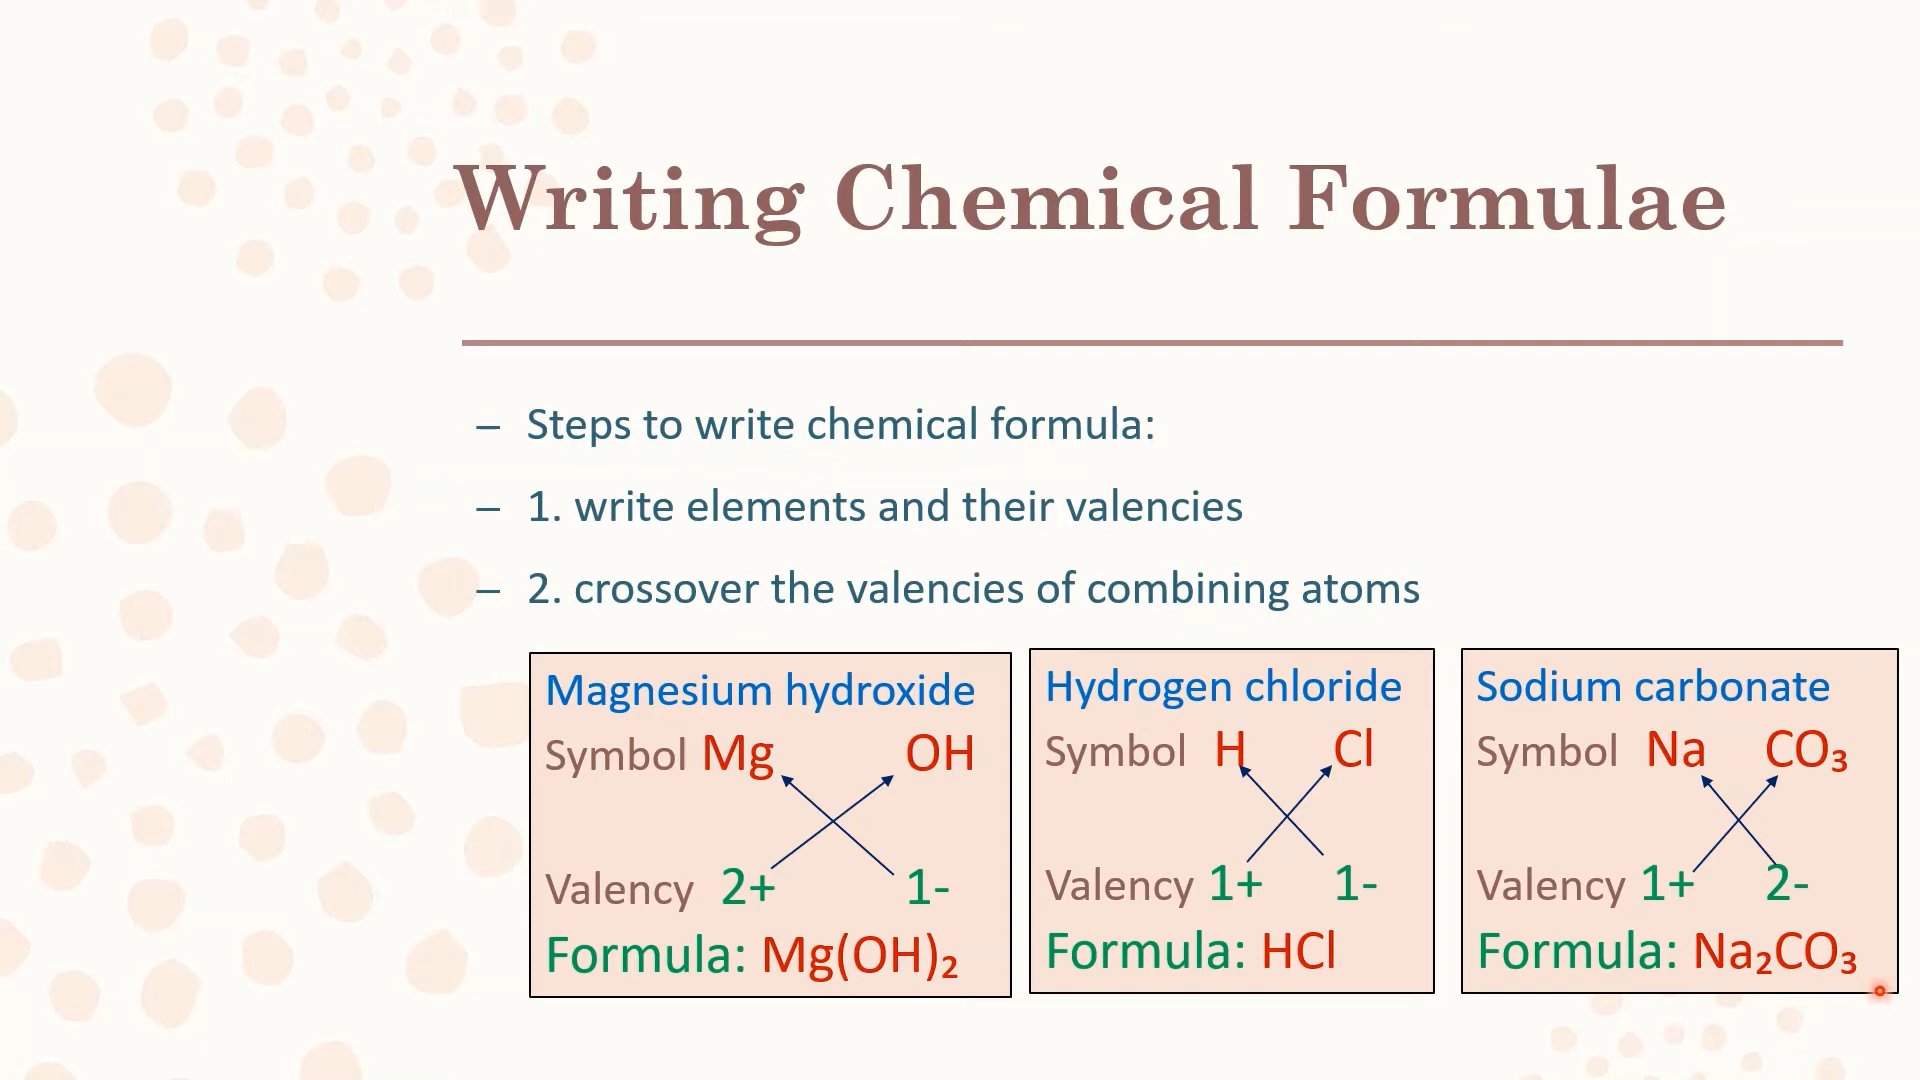 Writing Chemical Formulae
– Steps to write chemical formula:
– 1. write elements and their valencies
– 2. crossover the valencies of combining atoms
Magnesium hydroxide
Symbol Mg OH
Valency 2+ 1-
Formula: Mg(OH)₂
Hydrogen chloride
Symbol H Cl
Valency 1+ 1-
Formula: HCl
Sodium carbonate
Symbol Na CO₃
Valency 1+ 2-
Formula: Na₂CO₃